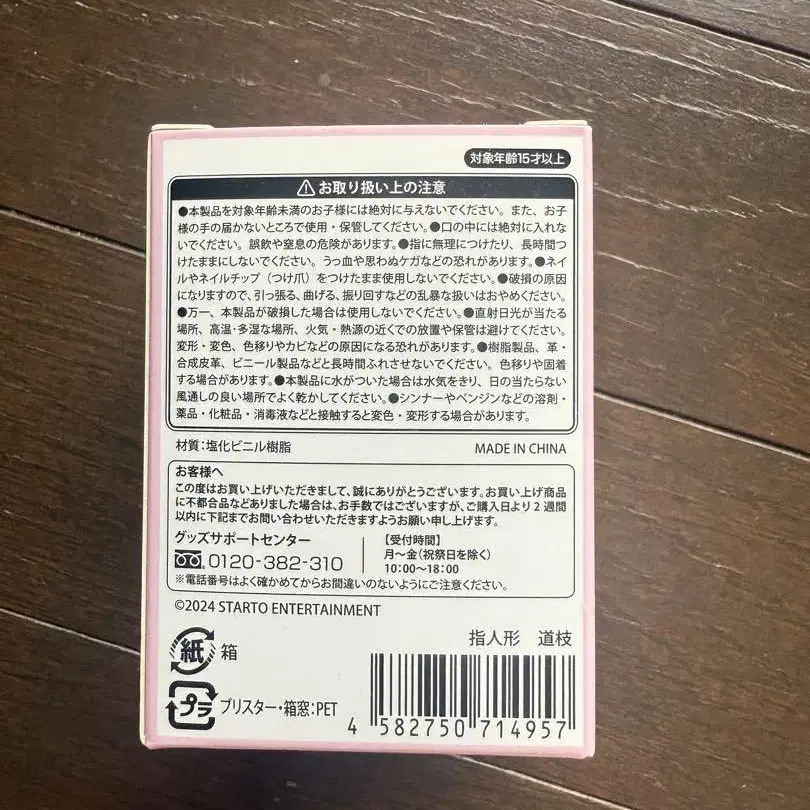 対象年齢15才以上
⚠お取り扱い上の注意
●本製品を対象年齢未満のお子様には絶対に与えないでください。また、お子
様の手の届かないところで使用・保管してください。●口の中には絶対に入れな
いでください。誤飲や窒息の危険があります。●指に無理につけたり、長時間つ
けたままにしないでください。うっ血や思わぬケガなどの恐れがあります。●ネイ
ルやネイルチップ（つけ爪）をつけたまま使用しないでください。●破損の原因
になりますので、引っ張る、曲げる、振り回すなどの乱暴な扱いはおやめください。
●万一、本製品が破損した場合は使用しないでください。●直射日光が当たる
場所、高温・多湿な場所、火気・熱源の近くでの放置や保管は避けてください。
変形・変色、色移りやカビなどの原因になる恐れがあります。●樹脂製品、革・
合成皮革、ビニール製品などと長時間ふれさせないでください。色移りや固着
する場合があります。●本製品に水がついた場合は水気をきり、日の当たらない
風通しの良い場所でよく乾かしてください。●シンナーやベンジンなどの溶剤・
薬品・化粧品・消毒液などと接触すると変色・変形する場合があります。
材質：塩化ビニル樹脂 MADE IN CHINA
お客様へ
この度はお買い上げいただきまして、誠にありがとうございます。お買い上げ商品
に不都合品などありました場合は、お手数ではございますが、ご購入日より2週間
以内に下記までお問い合わせいただきますようお願い申し上げます。
グッズサポートセンター
0120-382-310
【受付時間】
月〜金(祝祭日を除く)
10:00〜18:00
※電話番号はよく確かめてからお間違いのないようにご注意ください。
©2024 STARTO ENTERTAINMENT
紙 箱
指人形 道枝
プラ ブリスター・箱窓：PET
4 582750 714957